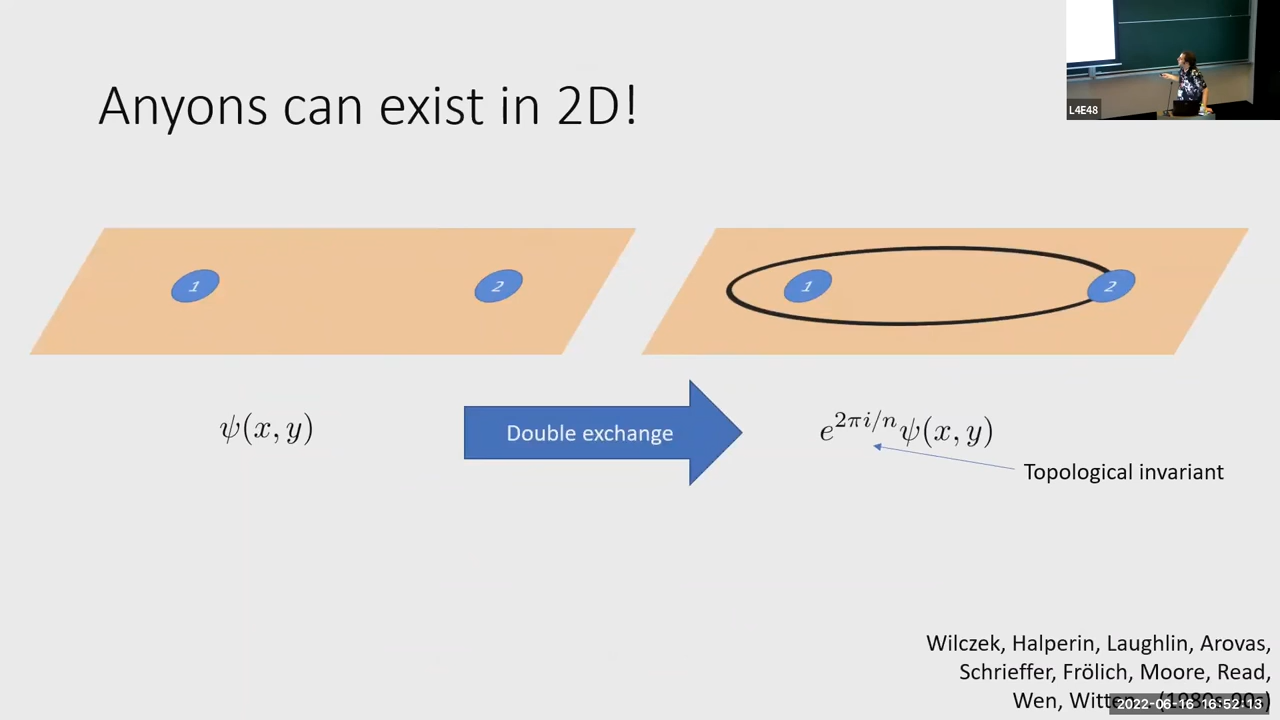 L4E48
Anyons can exist in 2D!
1 2 1 2
ψ(x, y) Double exchange e^{2πi/n}ψ(x, y)
Topological invariant
Wilczek, Halperin, Laughlin, Arovas,
Schrieffer, Frölich, Moore, Read,
Wen, Witten
2022-06-16 16:52:13